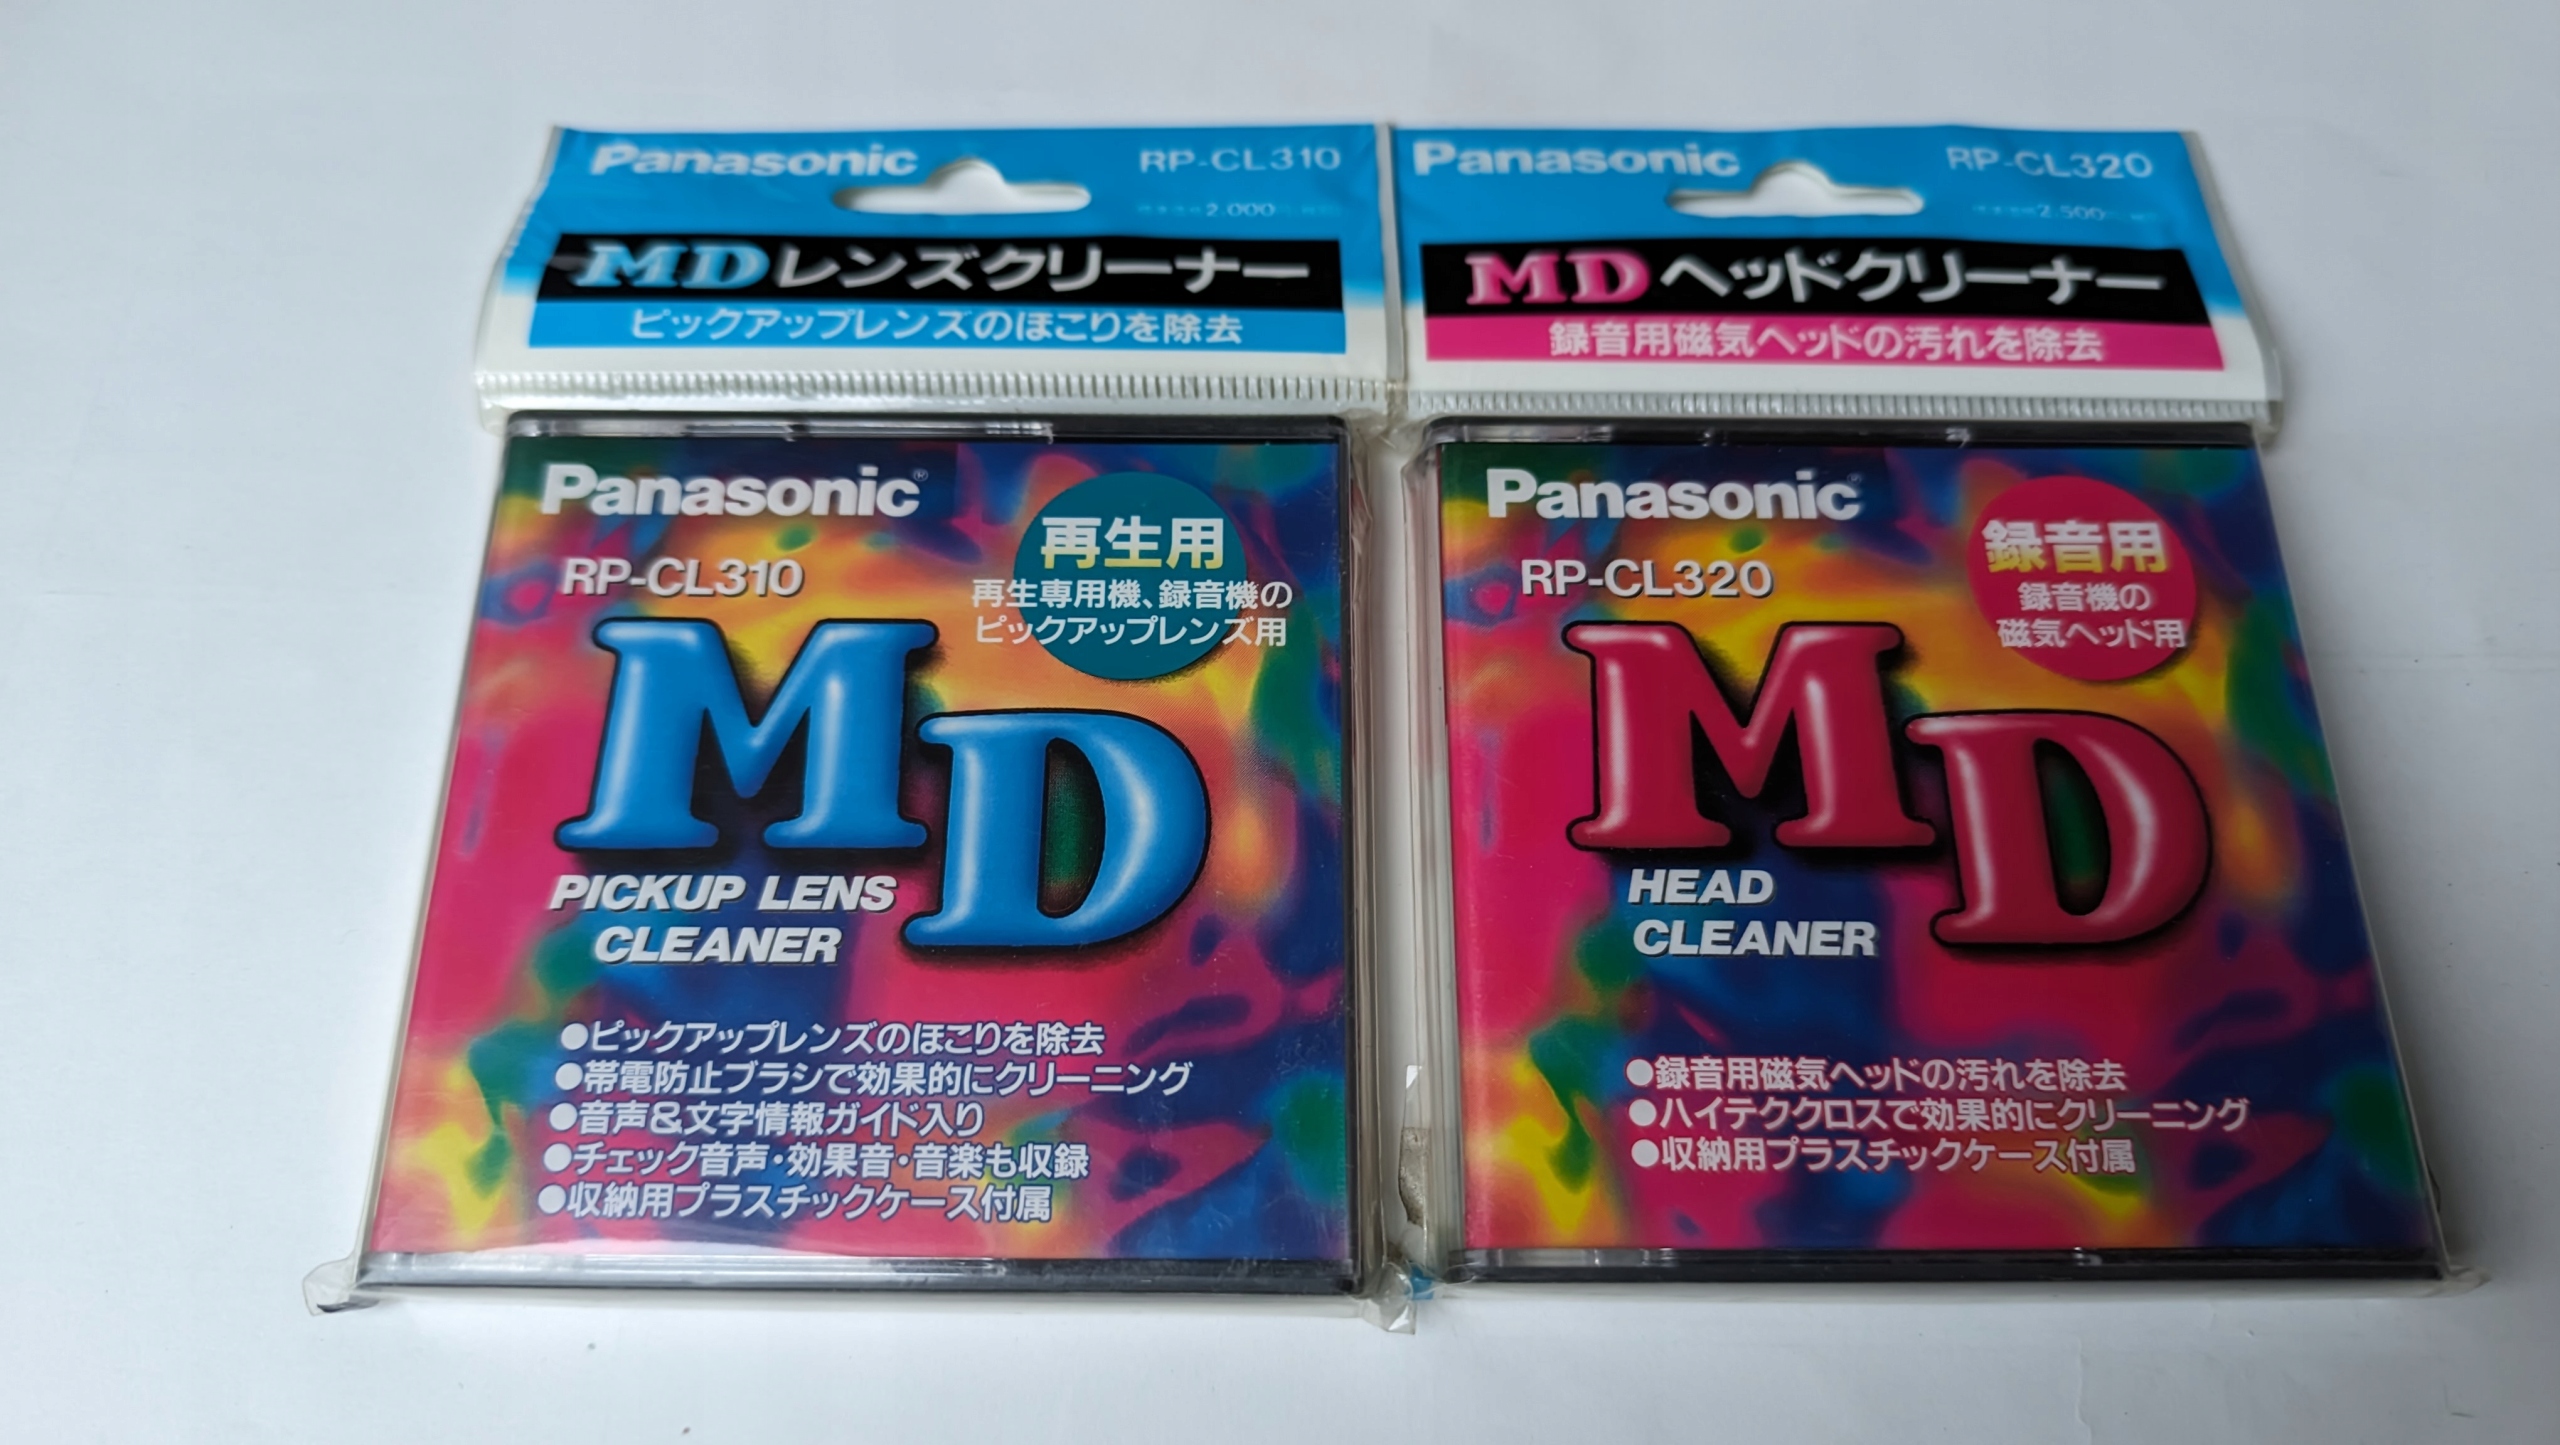 Panasonic RP-CL310
2.000
MDレンズクリーナー
ピックアップレンズのほこりを除去
Panasonic®
RP-CL310
再生用
再生専用機、録音機の
ピックアップレンズ用
MD
PICKUP LENS
CLEANER
●ピックアップレンズのほこりを除去
●帯電防止ブラシで効果的にクリーニング
●音声&文字情報ガイド入り
●チェック音声・効果音・音楽も収録
●収納用プラスチックケース付属
Panasonic RP-CL320
2.500
MDヘッドクリーナー
録音用磁気ヘッドの汚れを除去
Panasonic®
RP-CL320
録音用
録音機の
磁気ヘッド用
MD
HEAD
CLEANER
●録音用磁気ヘッドの汚れを除去
●ハイテククロスで効果的にクリーニング
●収納用プラスチックケース付属